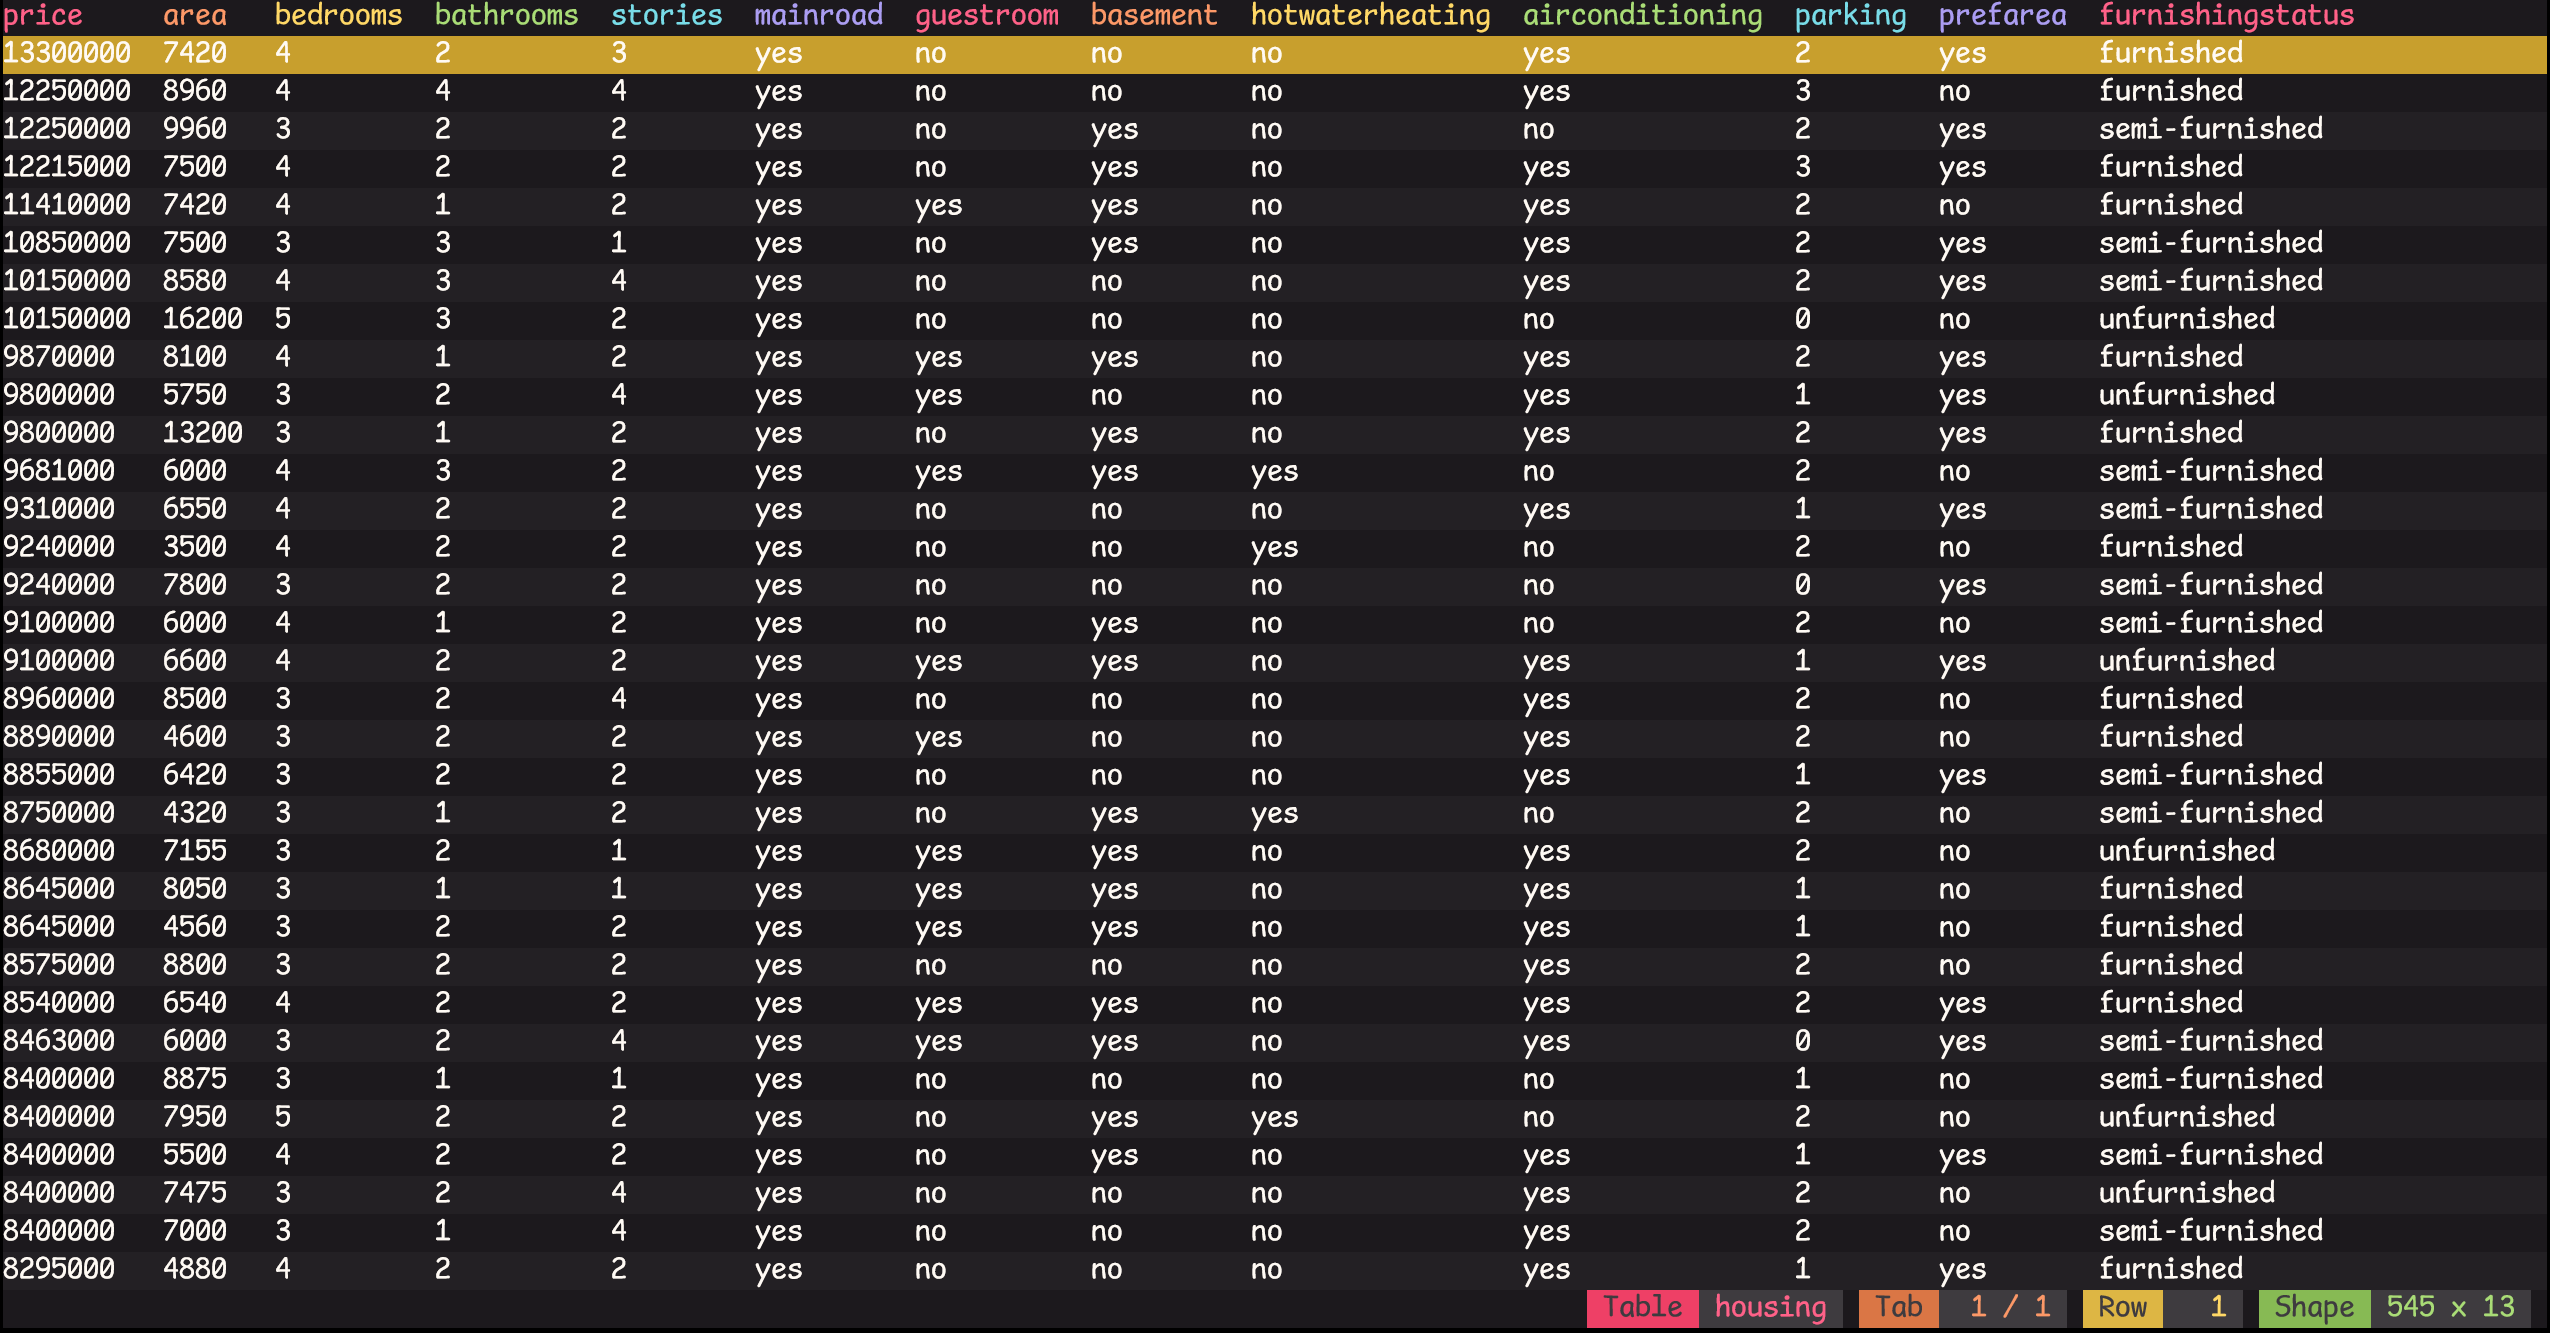 price area bedrooms bathrooms stories mainroad guestroom basement hotwaterheating airconditioning parking prefarea furnishingstatus
13300000 7420 4 2 3 yes no no no yes 2 yes furnished
12250000 8960 4 4 4 yes no no no yes 3 no furnished
12250000 9960 3 2 2 yes no yes no no 2 yes semi-furnished
12215000 7500 4 2 2 yes no yes no yes 3 yes furnished
11410000 7420 4 1 2 yes yes yes no yes 2 no furnished
10850000 7500 3 3 1 yes no yes no yes 2 yes semi-furnished
10150000 8580 4 3 4 yes no no no yes 2 yes semi-furnished
10150000 16200 5 3 2 yes no no no no 0 no unfurnished
9870000 8100 4 1 2 yes yes yes no yes 2 yes furnished
9800000 5750 3 2 4 yes yes no no yes 1 yes unfurnished
9800000 13200 3 1 2 yes no yes no yes 2 yes furnished
9681000 6000 4 3 2 yes yes yes yes no 2 no semi-furnished
9310000 6550 4 2 2 yes no no no yes 1 yes semi-furnished
9240000 3500 4 2 2 yes no no yes no 2 no furnished
9240000 7800 3 2 2 yes no no no no 0 yes semi-furnished
9100000 6000 4 1 2 yes no yes no no 2 no semi-furnished
9100000 6600 4 2 2 yes yes yes no yes 1 yes unfurnished
8960000 8500 3 2 4 yes no no no yes 2 no furnished
8890000 4600 3 2 2 yes yes no no yes 2 no furnished
8855000 6420 3 2 2 yes no no no yes 1 yes semi-furnished
8750000 4320 3 1 2 yes no yes yes no 2 no semi-furnished
8680000 7155 3 2 1 yes yes yes no yes 2 no unfurnished
8645000 8050 3 1 1 yes yes yes no yes 1 no furnished
8645000 4560 3 2 2 yes yes yes no yes 1 no furnished
8575000 8800 3 2 2 yes no no no yes 2 no furnished
8540000 6540 4 2 2 yes yes yes no yes 2 yes furnished
8463000 6000 3 2 4 yes yes yes no yes 0 yes semi-furnished
8400000 8875 3 1 1 yes no no no no 1 no semi-furnished
8400000 7950 5 2 2 yes no yes yes no 2 no unfurnished
8400000 5500 4 2 2 yes no yes no yes 1 yes semi-furnished
8400000 7475 3 2 4 yes no no no yes 2 no unfurnished
8400000 7000 3 1 4 yes no no no yes 2 no semi-furnished
8295000 4880 4 2 2 yes no no no yes 1 yes furnished
Table housing Tab 1 / 1 Row 1 Shape 545 x 13